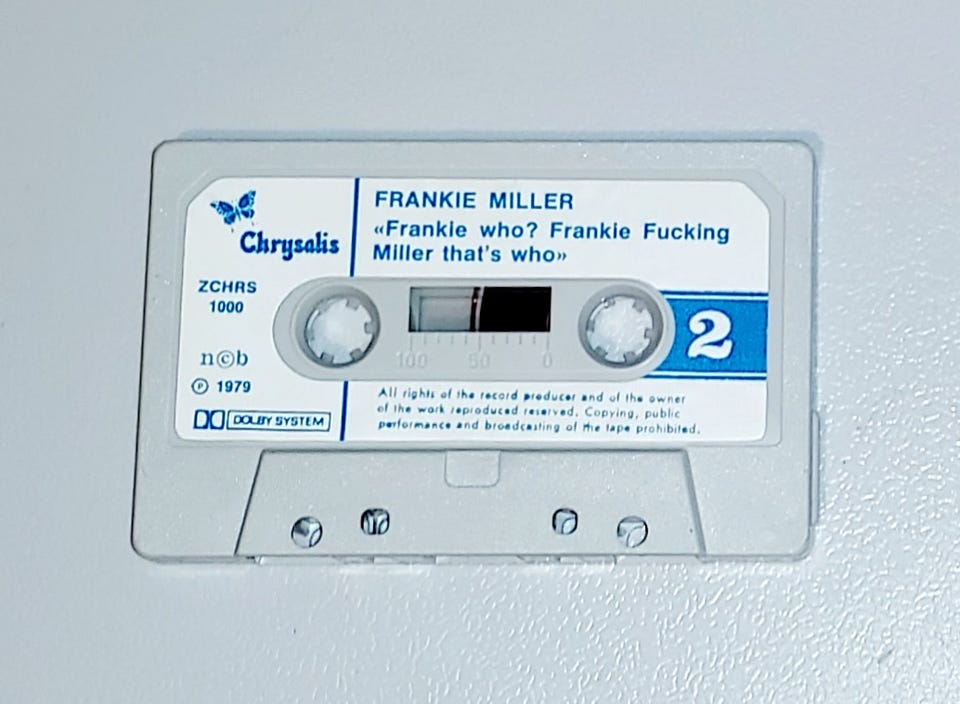 Chrysalis
ZCHRS
1000
n©b
℗ 1979
DOLBY SYSTEM
FRANKIE MILLER
«Frankie who? Frankie Fucking
Miller that's who»
100 50 0
2
All rights of the record producer and of the owner
of the work reproduced reserved. Copying, public
performance and broadcasting of the tape prohibited.